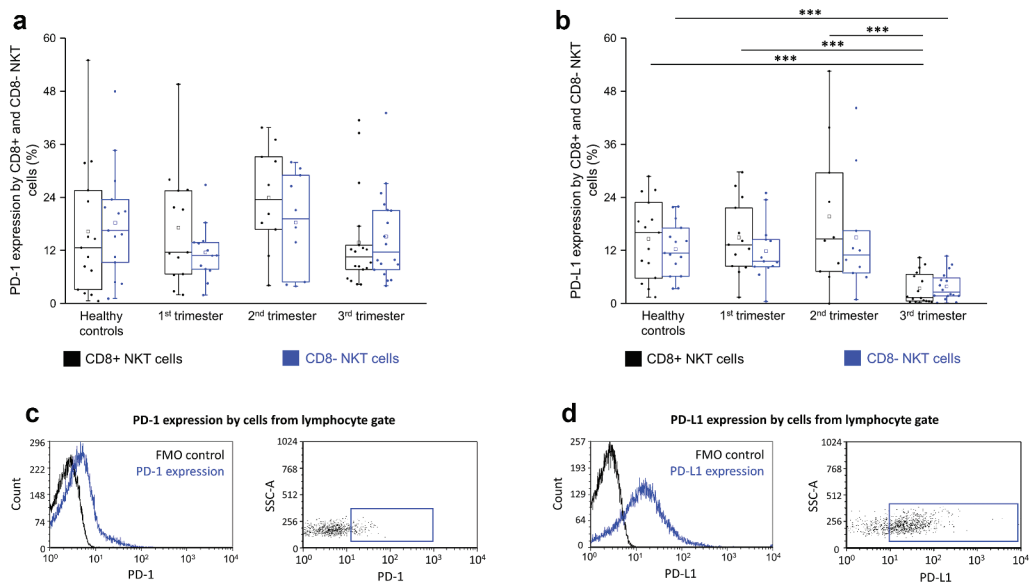 a
PD-1 expression by CD8+ and CD8- NKT
cells (%)
60
48
36
24
12
0
Healthy
controls
1st trimester
2nd trimester
3rd trimester
CD8+ NKT cells
CD8- NKT cells
b
PD-L1 expression by CD8+ and CD8- NKT
cells (%)
60
48
36
24
12
0
***
***
***
***
Healthy
controls
1st trimester
2nd trimester
3rd trimester
CD8+ NKT cells
CD8- NKT cells
c
PD-1 expression by cells from lymphocyte gate
Count
296
222
148
74
0
FMO control
PD-1 expression
10⁰ 10¹ 10² 10³ 10⁴
PD-1
SSC-A
1024
768
512
256
0
10⁰ 10¹ 10² 10³ 10⁴
PD-1
d
PD-L1 expression by cells from lymphocyte gate
Count
257
193
129
64
0
FMO control
PD-L1 expression
10⁰ 10¹ 10² 10³ 10⁴
PD-L1
SSC-A
1024
768
512
256
0
10⁰ 10¹ 10² 10³ 10⁴
PD-L1